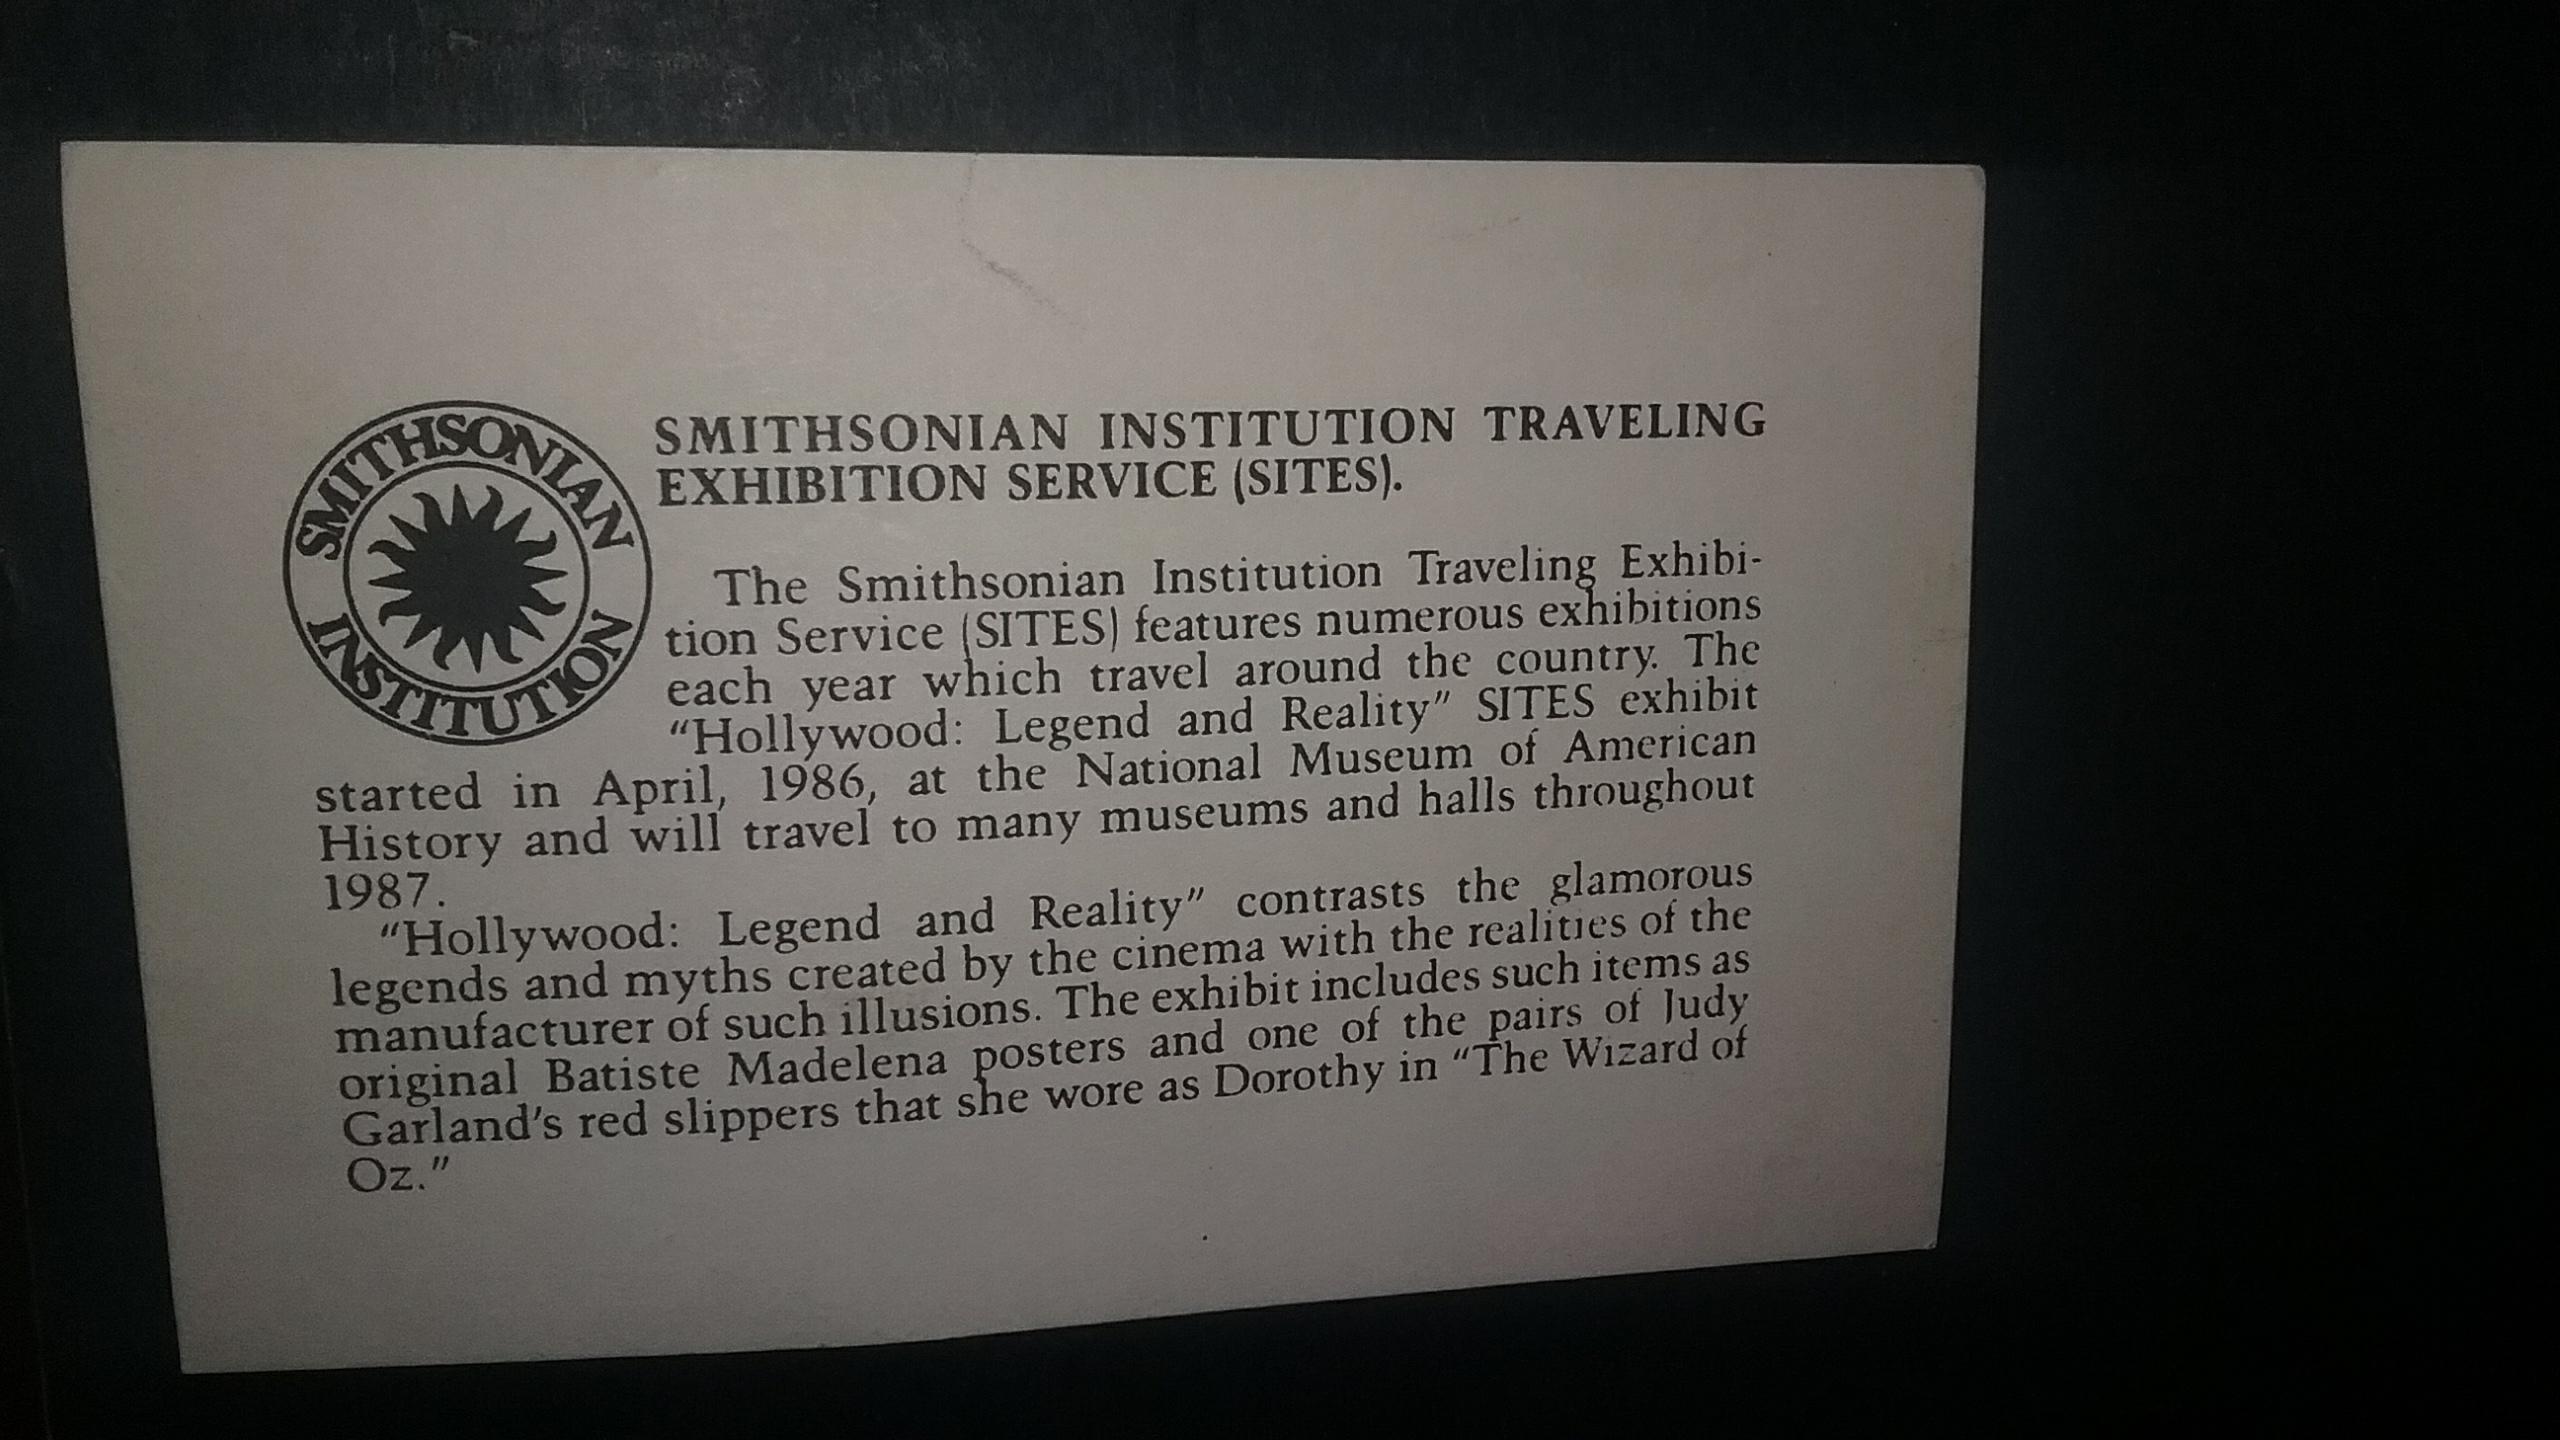 SMITHSONIAN INSTITUTION
SMITHSONIAN INSTITUTION TRAVELING
EXHIBITION SERVICE (SITES).
The Smithsonian Institution Traveling Exhibi-
tion Service (SITES) features numerous exhibitions
each year which travel around the country. The
"Hollywood: Legend and Reality" SITES exhibit
started in April, 1986, at the National Museum of American
History and will travel to many museums and halls throughout
1987.
"Hollywood: Legend and Reality" contrasts the glamorous
legends and myths created by the cinema with the realities of the
manufacturer of such illusions. The exhibit includes such items as
original Batiste Madelena posters and one of the pairs of Judy
Garland's red slippers that she wore as Dorothy in "The Wizard of
Oz."